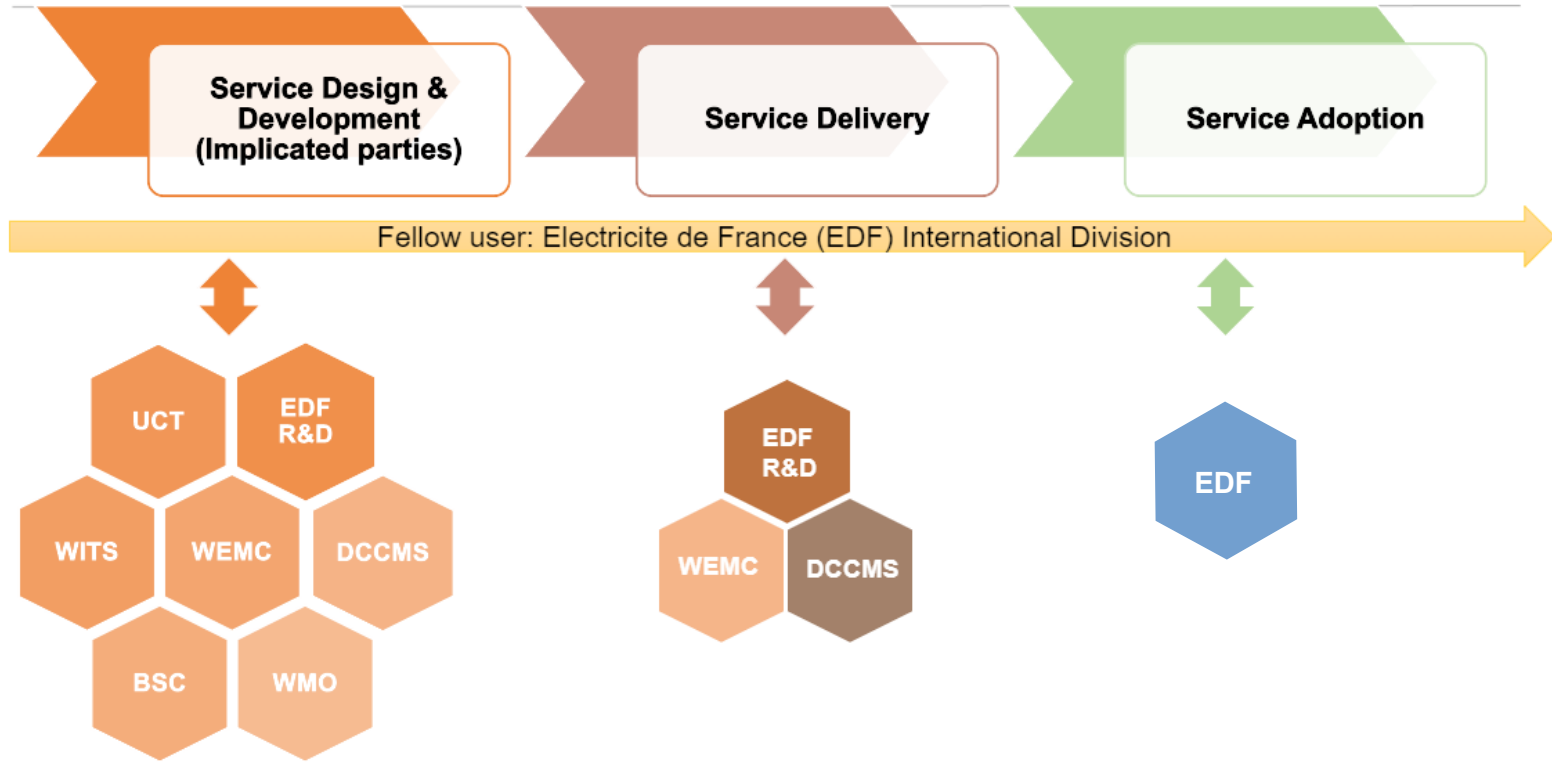 Service Design &
Development
(Implicated parties)
Service Delivery
Service Adoption
Fellow user: Electricite de France (EDF) International Division
UCT
EDF
R&D
WITS
WEMC
DCCMS
BSC
WMO
EDF
R&D
WEMC
DCCMS
EDF